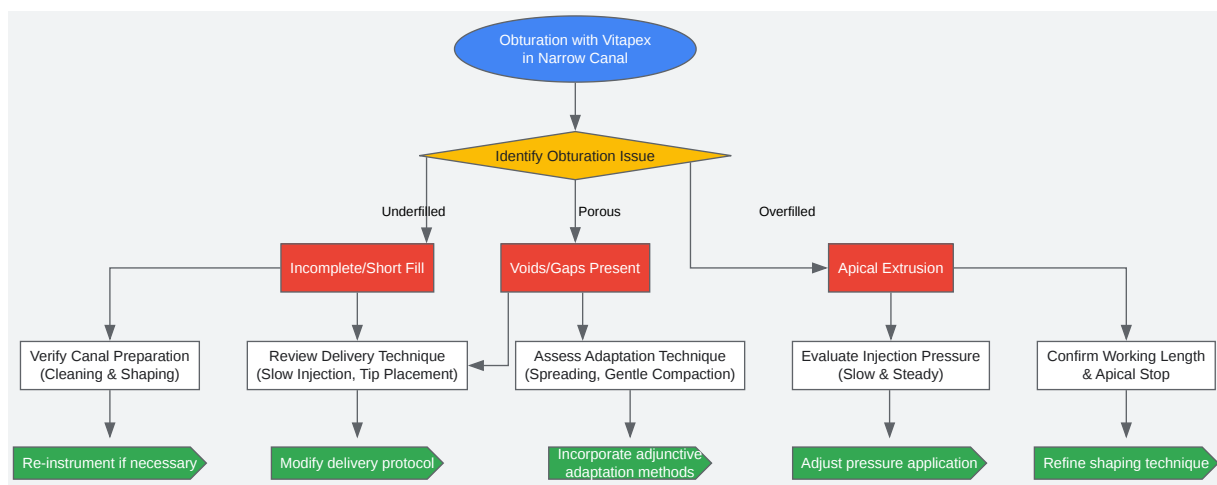 Obturation with Vitapex
in Narrow Canal
Identify Obturation Issue
Underfilled
Porous
Overfilled
Incomplete/Short Fill
Voids/Gaps Present
Apical Extrusion
Verify Canal Preparation
(Cleaning & Shaping)
Review Delivery Technique
(Slow Injection, Tip Placement)
Assess Adaptation Technique
(Spreading, Gentle Compaction)
Evaluate Injection Pressure
(Slow & Steady)
Confirm Working Length
& Apical Stop
Re-instrument if necessary
Modify delivery protocol
Incorporate adjunctive
adaptation methods
Adjust pressure application
Refine shaping technique